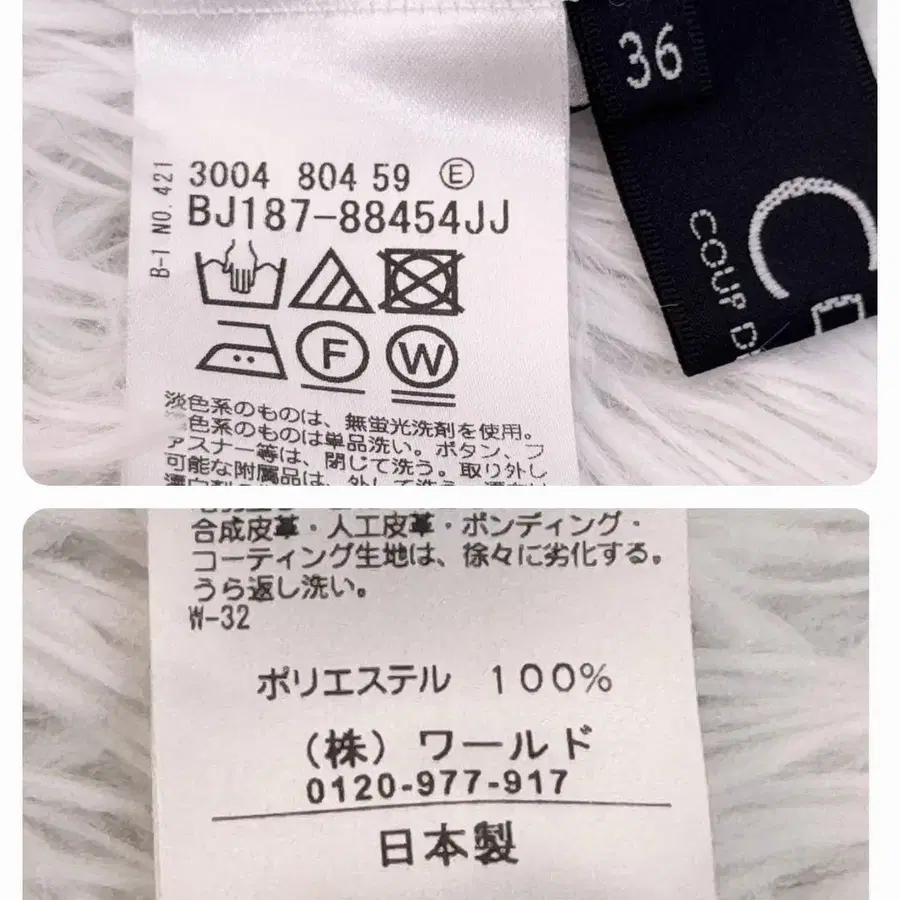 36
COUP D
B-1 NO. 421
3004 804 59 E
BJ187-88454JJ
F
W
淡色系のものは、無蛍光洗剤を使用。
色系のものは単品洗い。ボタン、フ
ァスナー等は、閉じて洗う。取り外し
可能な附属品は、外して洗う。
合成皮革・人工皮革・ボンディング・
コーティング生地は、徐々に劣化する。
うら返し洗い。
W-32
ポリエステル 100%
(株) ワールド
0120-977-917
日本製